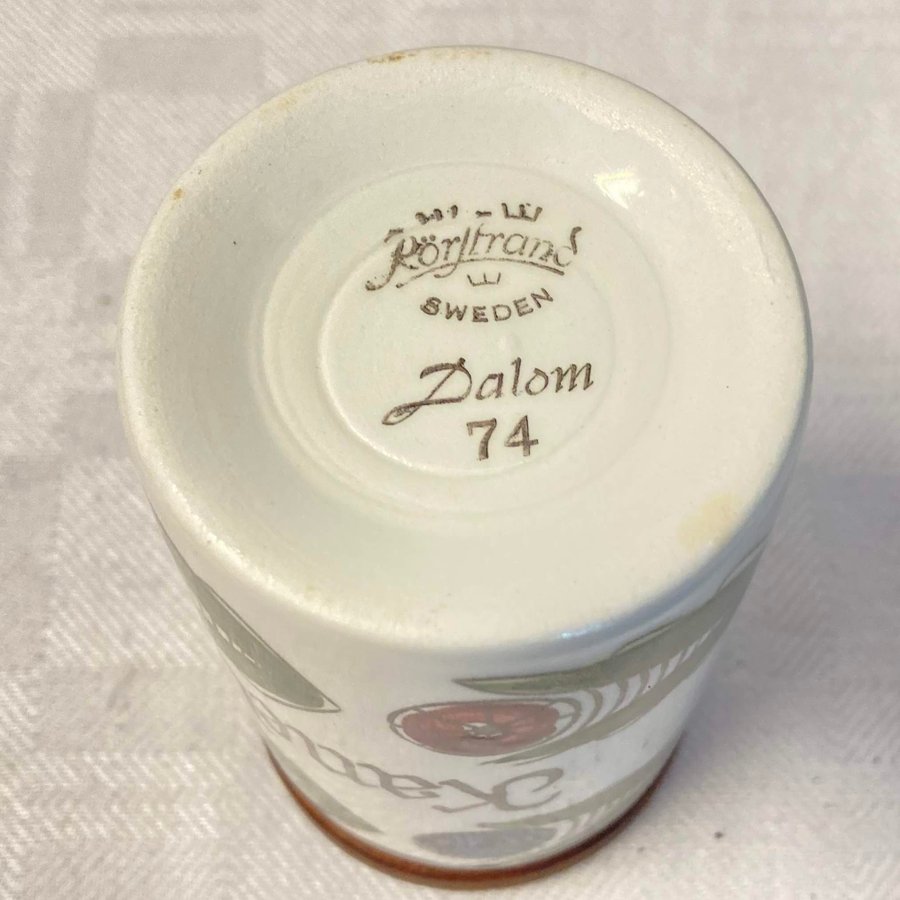 Rörstrand
SWEDEN
Dalom
74